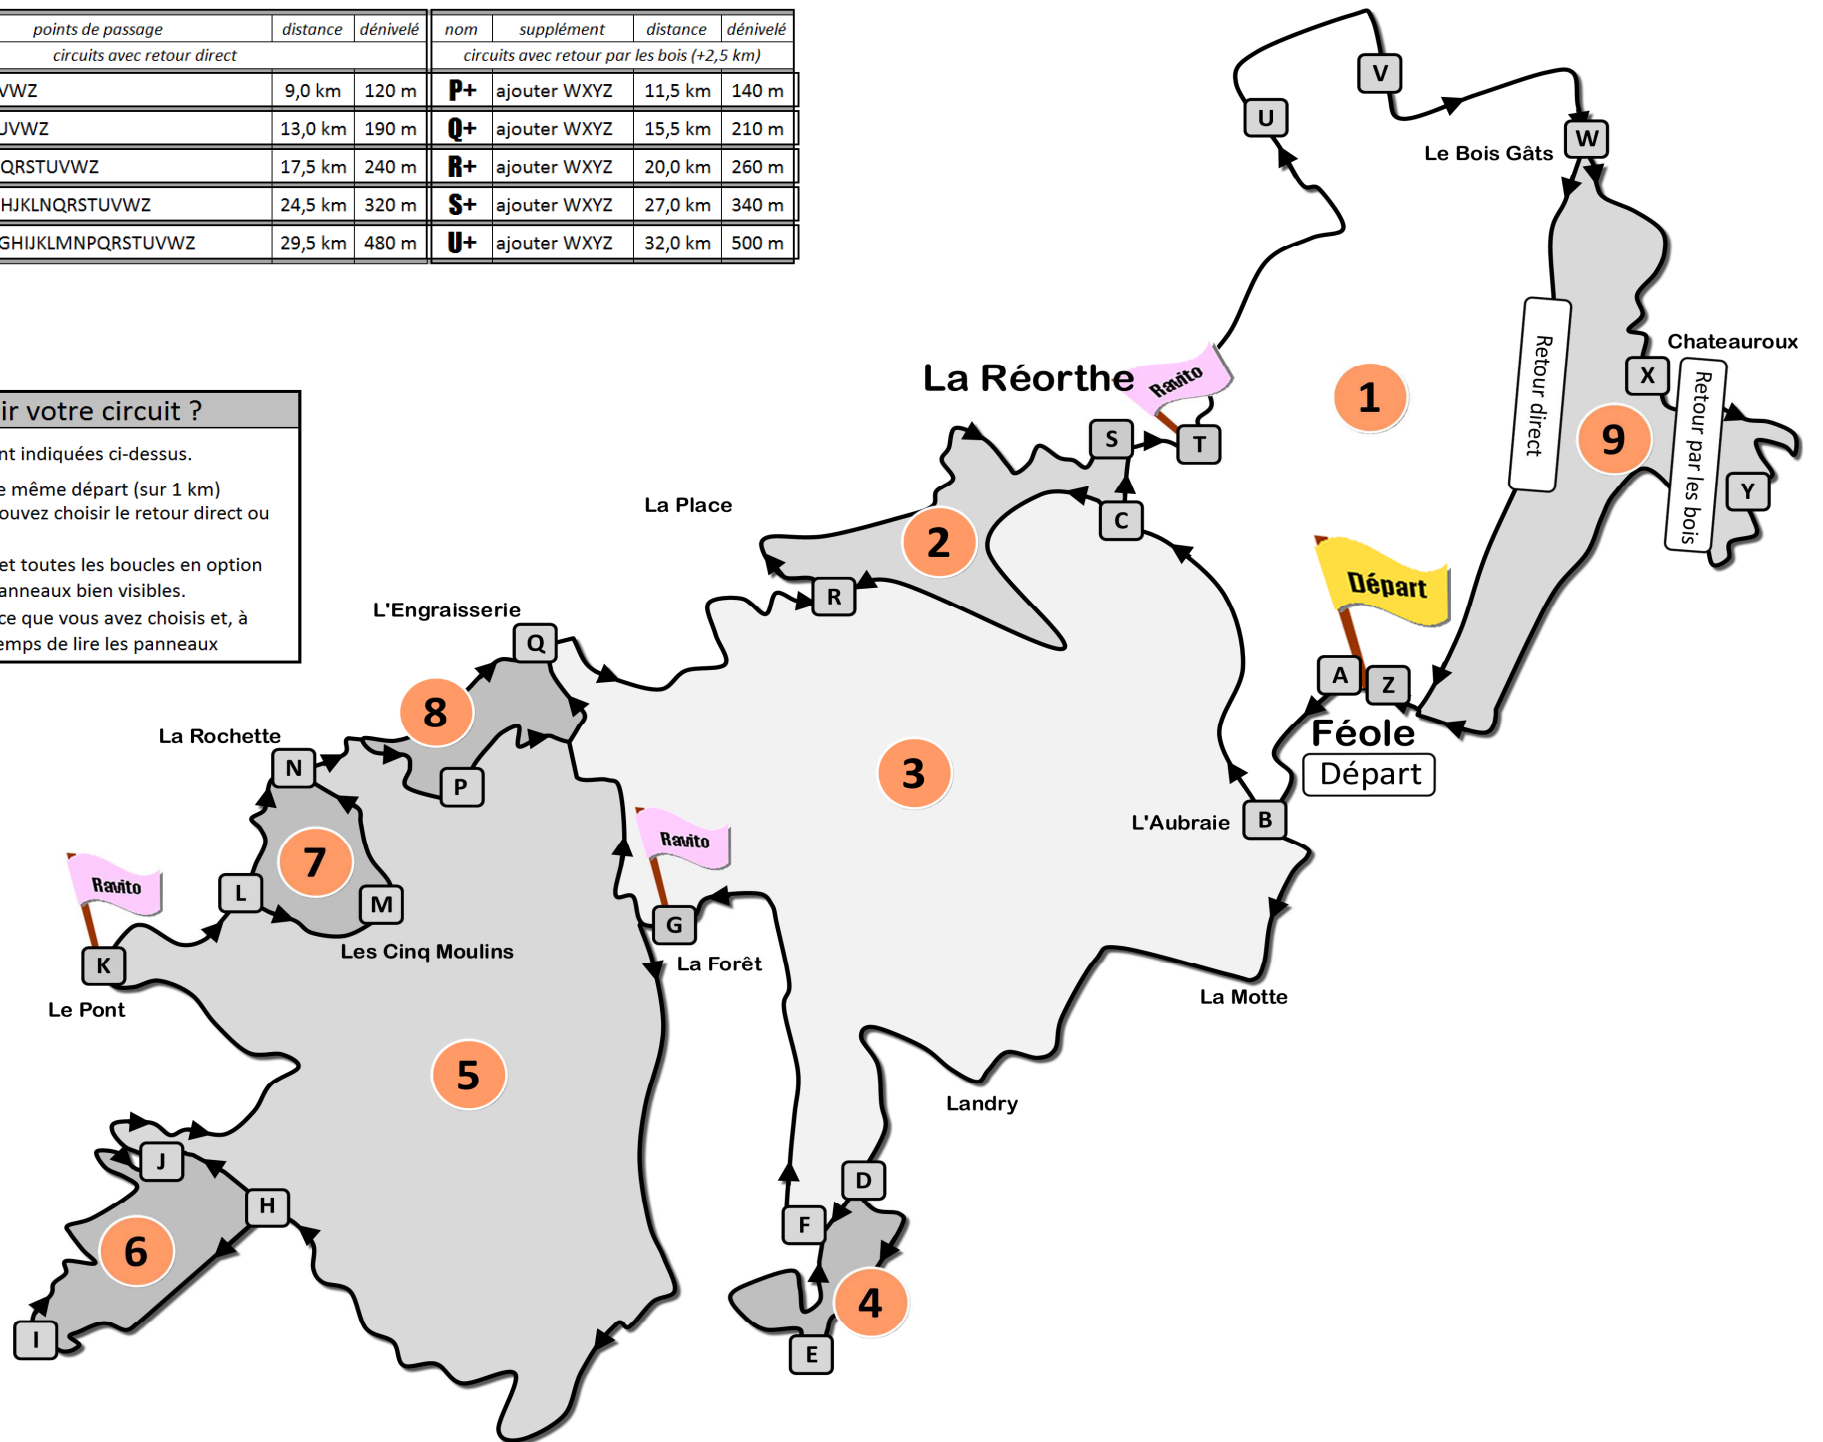 points de passage distance dénivelé nom supplément distance dénivelé
circuits avec retour direct circuits avec retour par les bois (+2,5 km)
VWZ 9,0 km 120 m P+ ajouter WXYZ 11,5 km 140 m
UVWZ 13,0 km 190 m Q+ ajouter WXYZ 15,5 km 210 m
QRSTUVWZ 17,5 km 240 m R+ ajouter WXYZ 20,0 km 260 m
HJKLNQRSTUVWZ 24,5 km 320 m S+ ajouter WXYZ 27,0 km 340 m
GHIJKLMNPQRSTUVWZ 29,5 km 480 m U+ ajouter WXYZ 32,0 km 500 m
ir votre circuit ?
nt indiquées ci-dessus.
e même départ (sur 1 km)
ouvez choisir le retour direct ou
et toutes les boucles en option
anneaux bien visibles.
ce que vous avez choisis et, à
emps de lire les panneaux
V
U
W
Le Bois Gâts
Chateauroux
X
Retour direct
Retour par les bois
9
Y
1
La Réorthe
Ravito
S
T
C
La Place
2
R
Départ
A
Z
Féole
Départ
L'Engraisserie
Q
8
La Rochette
N
P
3
L'Aubraie
B
7
Ravito
Ravito
L
M
G
Les Cinq Moulins
La Forêt
K
Le Pont
La Motte
5
Landry
J
D
H
F
6
4
I
E